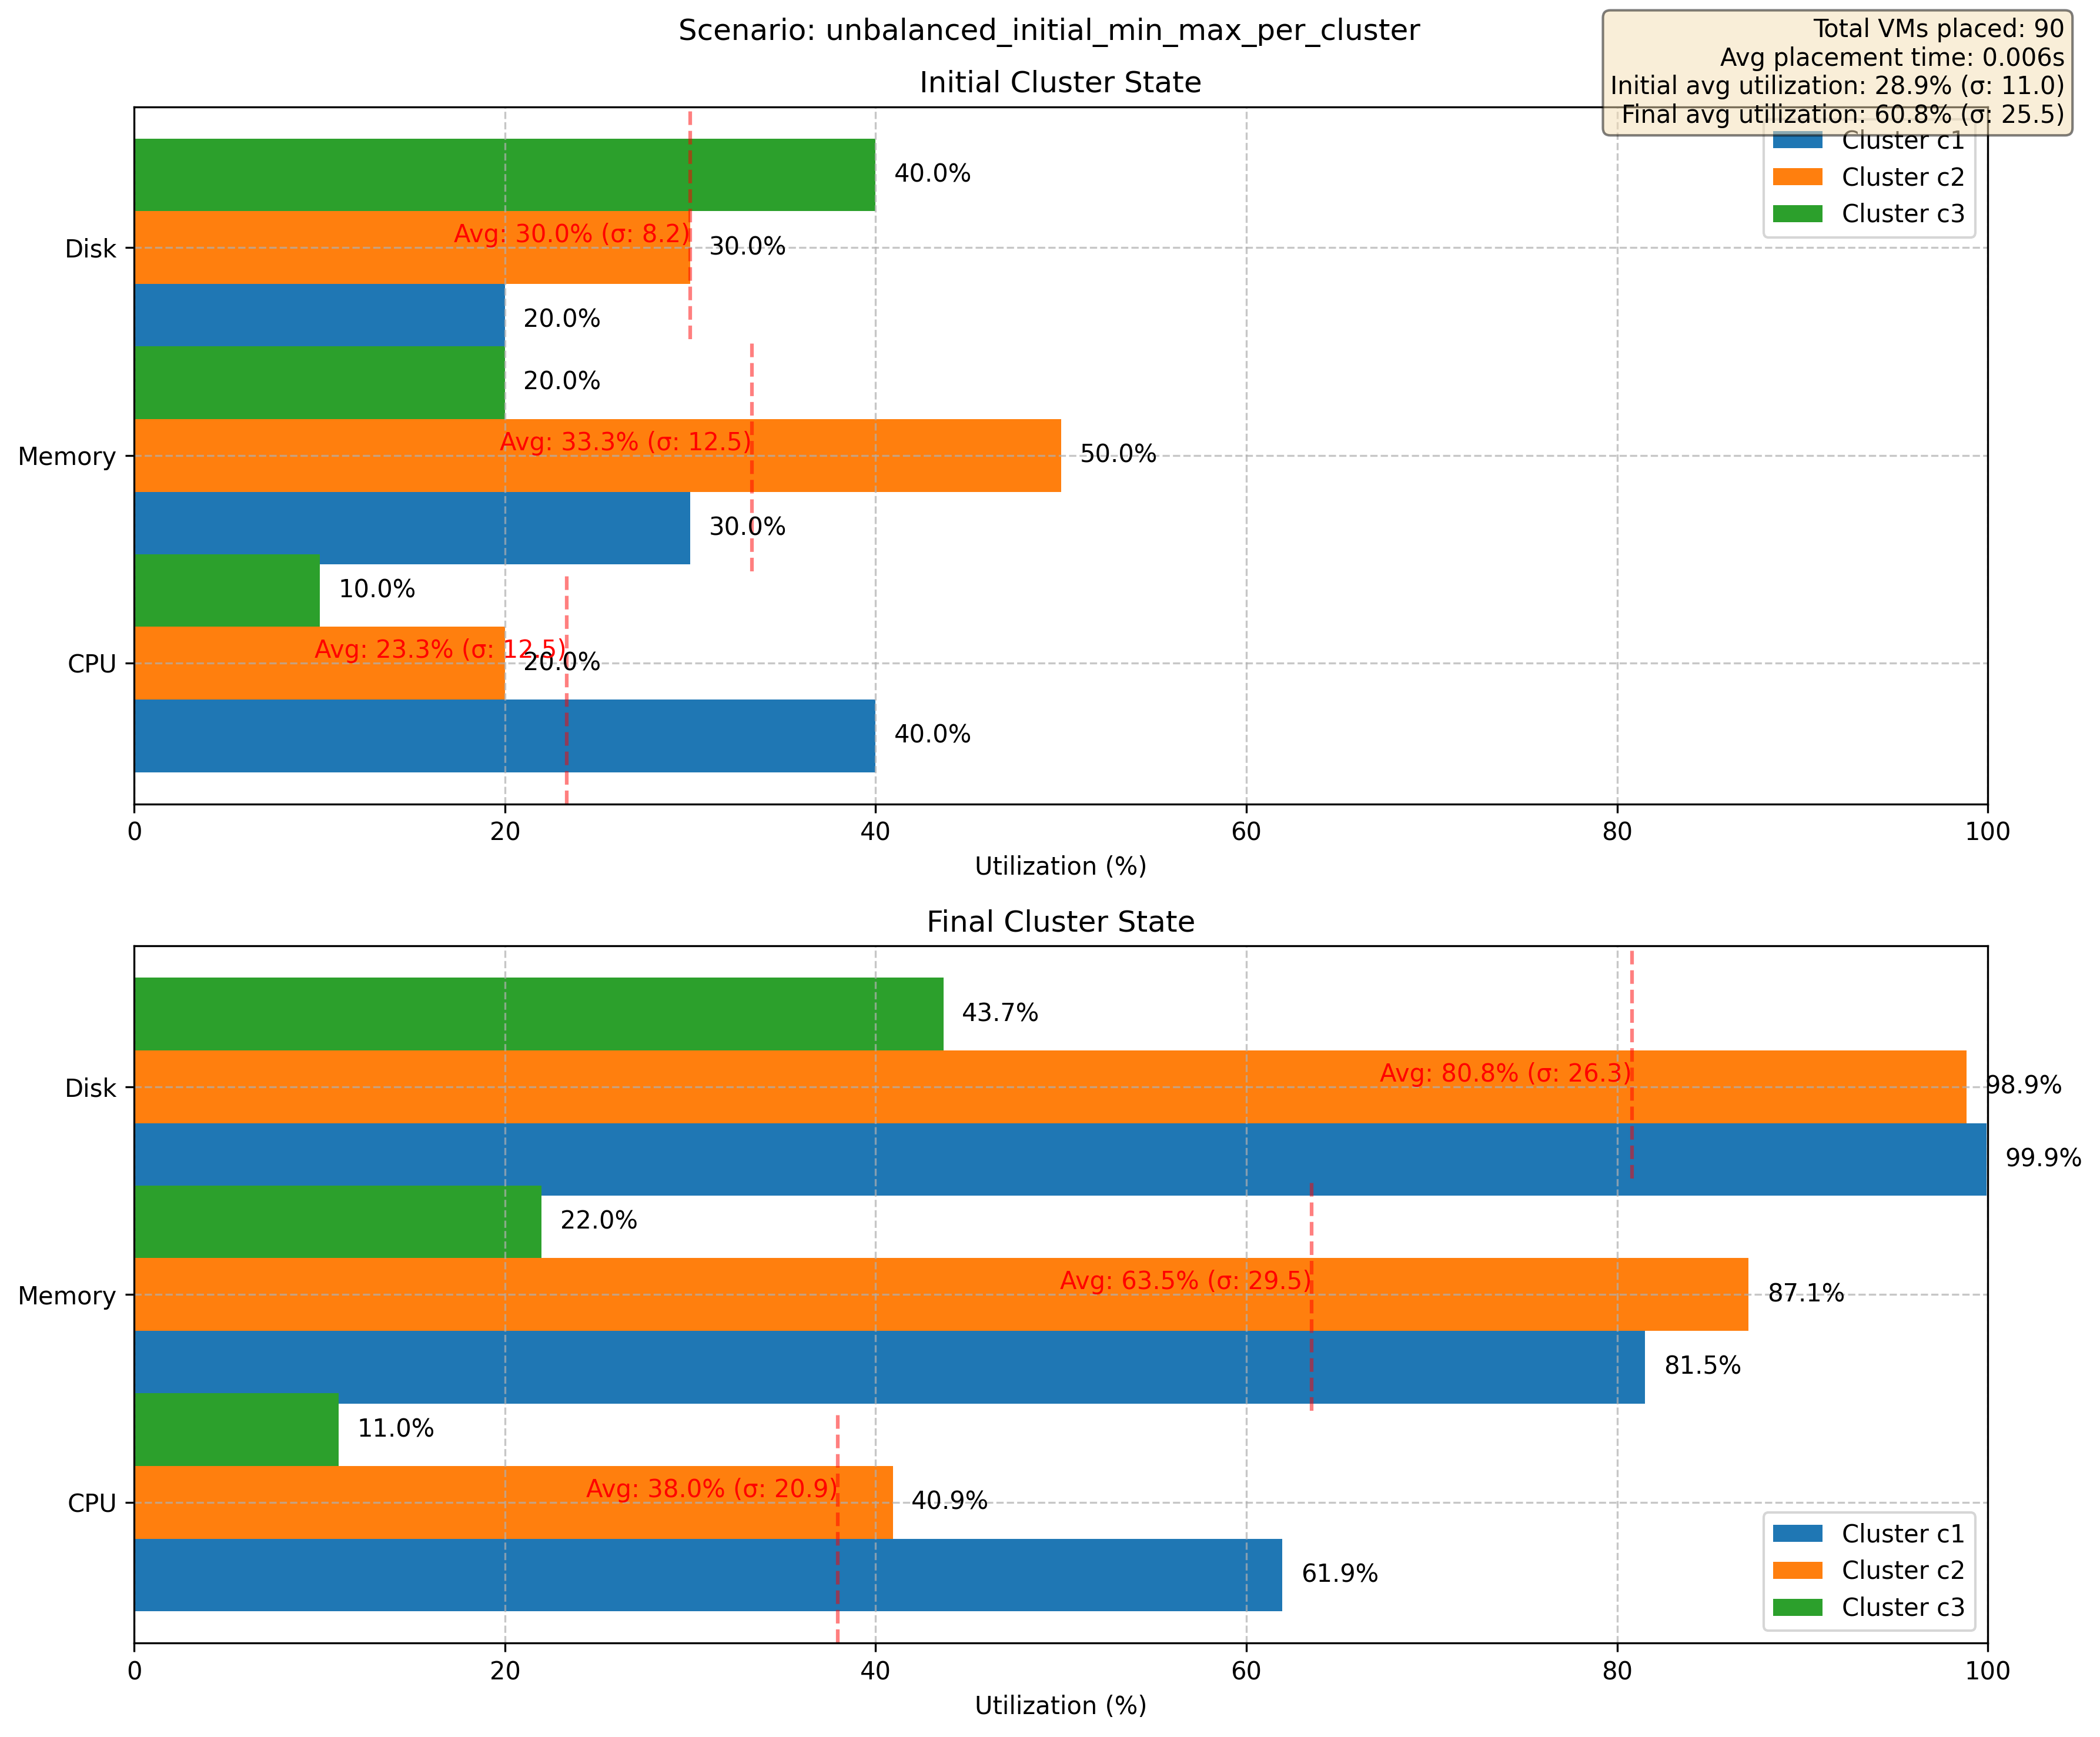 Scenario: unbalanced_initial_min_max_per_cluster
Total VMs placed: 90
Avg placement time: 0.006s
Initial avg utilization: 28.9% (σ: 11.0)
Final avg utilization: 60.8% (σ: 25.5)
Initial Cluster State
Cluster c1
Cluster c2
Cluster c3
40.0%
Disk
Avg: 30.0% (σ: 8.2)
30.0%
20.0%
20.0%
Memory
Avg: 33.3% (σ: 12.5)
50.0%
30.0%
10.0%
CPU
Avg: 23.3% (σ: 12.5)
20.0%
40.0%
0 20 40 60 80 100
Utilization (%)
Final Cluster State
43.7%
Disk
Avg: 80.8% (σ: 26.3)
98.9%
99.9%
22.0%
Memory
Avg: 63.5% (σ: 29.5)
87.1%
81.5%
11.0%
CPU
Avg: 38.0% (σ: 20.9)
40.9%
61.9%
Cluster c1
Cluster c2
Cluster c3
0 20 40 60 80 100
Utilization (%)